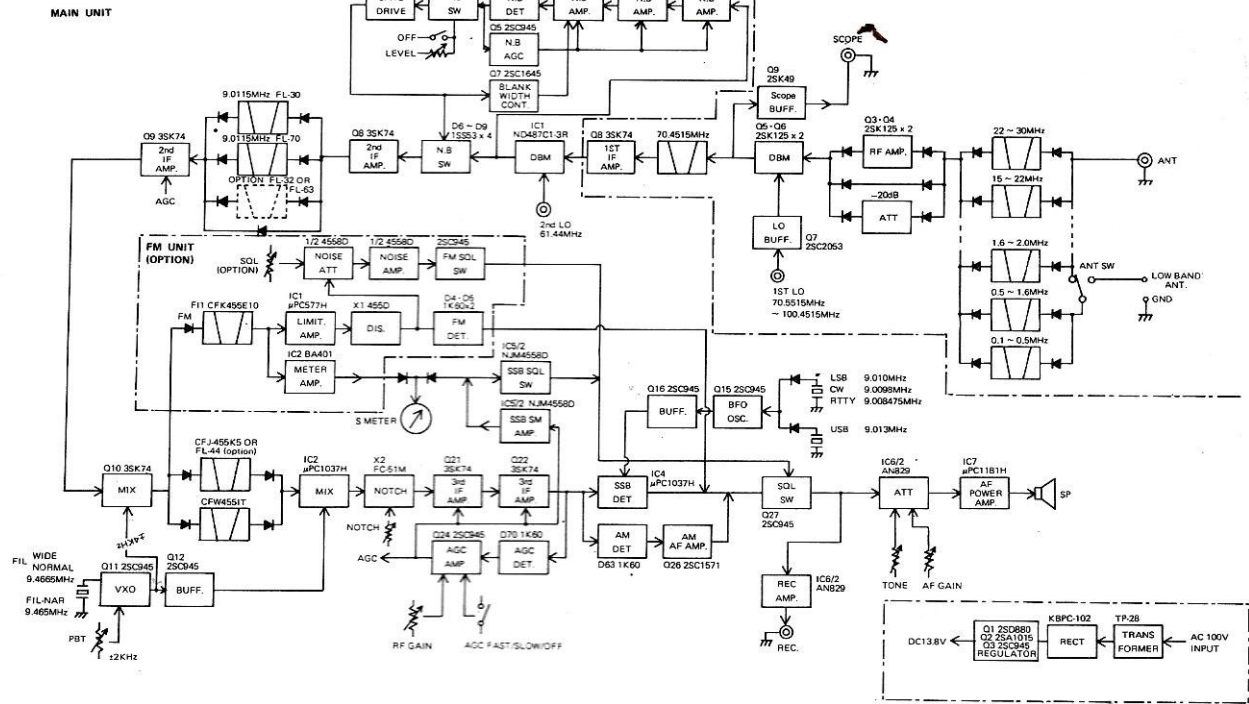 MAIN UNIT
DRIVE
SW
N.B
DET
AMP.
AMP.
AMP.
OFF
LEVEL
Q5 2SC945
N.B
AGC
Q7 2SC1645
BLANK
WIDTH
CONT.
SCOPE
Q9
2SK49
Scope
BUFF.
9.0115MHz FL-30
9.0115MHz FL-70
OPTION FL-32 OR
FL-63
Q9 3SK74
2nd
IF
AMP.
AGC
Q8 3SK74
2nd
IF
AMP.
D6 ~ D9
1SS53 x 4
N.B
SW
IC1
ND487C1-3R
DBM
2nd LO
61.44MHz
Q8 3SK74
1ST
IF
AMP.
70.4515MHz
Q5·Q6
2SK125 x 2
DBM
Q3·Q4
2SK125 x 2
RF AMP.
-20dB
ATT
LO
BUFF.
Q7
2SC2053
1ST LO
70.5515MHz
~ 100.4515MHz
22 ~ 30MHz
15 ~ 22MHz
1.6 ~ 2.0MHz
0.5 ~ 1.6MHz
0.1 ~ 0.5MHz
ANT
ANT SW
LOW BAND
ANT.
GND
FM UNIT
(OPTION)
SQL
(OPTION)
1/2 4558D
NOISE
ATT
1/2 4558D
NOISE
AMP.
2SC945
FM SQL
SW
FM
FI1 CFK455E10
IC1
μPC577H
LIMIT.
AMP.
X1 455D
DIS.
D4 - D5
1K60x2
FM
DET.
IC2 BA401
METER
AMP.
S METER
IC5/2
NJM4558D
SSB SQL
SW
IC5/2 NJM4558D
SSB SM
AMP.
Q16 2SC945
BUFF.
Q15 2SC945
BFO
OSC.
LSB 9.010MHz
CW 9.0098MHz
RTTY 9.008475MHz
USB 9.013MHz
CFJ-455K5 OR
FL-44 (option)
CFW455IT
Q10 3SK74
MIX
IC2
μPC1037H
MIX
X2
FC-51M
NOTCH
NOTCH
Q21
3SK74
3rd
IF
AMP
Q22
3SK74
3rd
IF
AMP.
IC4
μPC1037H
SSB
DET
SQL
SW
Q27
2SC945
IC6/2
AN829
ATT
IC7
μPC1181H
AF
POWER
AMP.
SP
±4KHz
FIL WIDE
NORMAL
9.4665MHz
FIL-NAR
9.465MHz
Q11 2SC945
VXO
Q12
2SC945
BUFF.
PBT
±2KHz
AGC
Q24 2SC945
AGC
AMP
D70 1K60
AGC
DET.
RF GAIN
AGC FAST/SLOW/OFF
AM
DET
D63 1K60
AM
AF AMP.
Q26 2SC1571
REC
AMP.
IC6/2
AN829
REC.
TONE
AF GAIN
DC13.8V
Q1 2SD880
Q2 2SA1015
Q3 2SC945
REGULATOR
KBPC-102
RECT
TP-28
TRANS
FORMER
AC 100V
INPUT